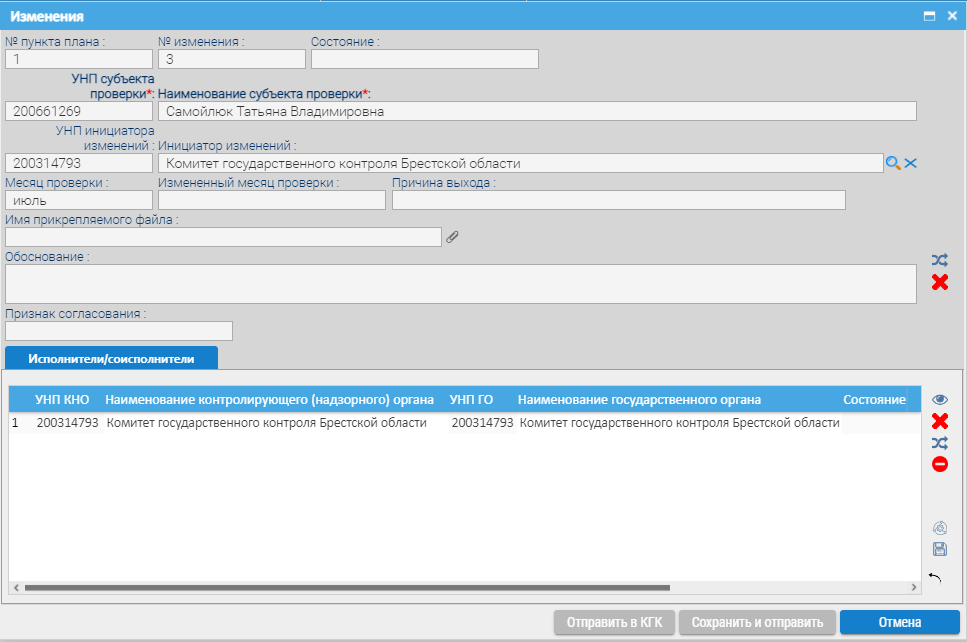 Изменения
№ пункта плана : № изменения : Состояние :
1 3
УНП субъекта
проверки*: Наименование субъекта проверки*:
200661269 Самойлюк Татьяна Владимировна
УНП инициатора
изменений : Инициатор изменений :
200314793 Комитет государственного контроля Брестской области
Месяц проверки : Измененный месяц проверки : Причина выхода :
июль
Имя прикрепляемого файла :
Обоснование :
Признак согласования :
Исполнители/соисполнители
УНП КНО Наименование контролирующего (надзорного) органа УНП ГО Наименование государственного органа Состояние
1 200314793 Комитет государственного контроля Брестской области 200314793 Комитет государственного контроля Брестской области
Отправить в КГК Сохранить и отправить Отмена